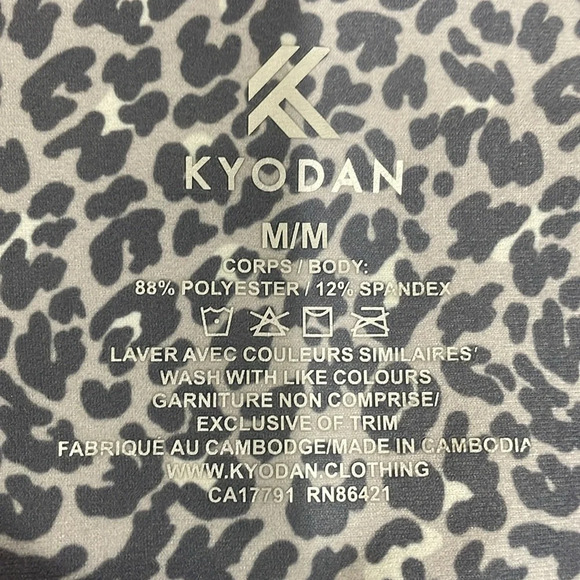 KYODAN
M/M
CORPS / BODY:
88% POLYESTER / 12% SPANDEX
LAVER AVEC COULEURS SIMILAIRES/
WASH WITH LIKE COLOURS
GARNITURE NON COMPRISE/
EXCLUSIVE OF TRIM
FABRIQUÉ AU CAMBODGE/MADE IN CAMBODIA
WWW.KYODAN.CLOTHING
CA17791 RN86421